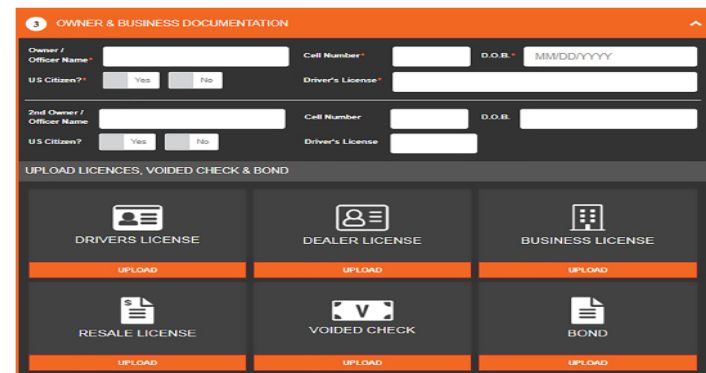 3 OWNER & BUSINESS DOCUMENTATION
Owner /
Officer Name* Cell Number* D.O.B.* MM/DD/YYYY
US Citizen?* Yes No Driver's License*
2nd Owner /
Officer Name Cell Number D.O.B.
US Citizen? Yes No Driver's License
UPLOAD LICENCES, VOIDED CHECK & BOND
DRIVERS LICENSE DEALER LICENSE BUSINESS LICENSE
UPLOAD UPLOAD UPLOAD
$ L V
RESALE LICENSE VOIDED CHECK BOND
UPLOAD UPLOAD UPLOAD